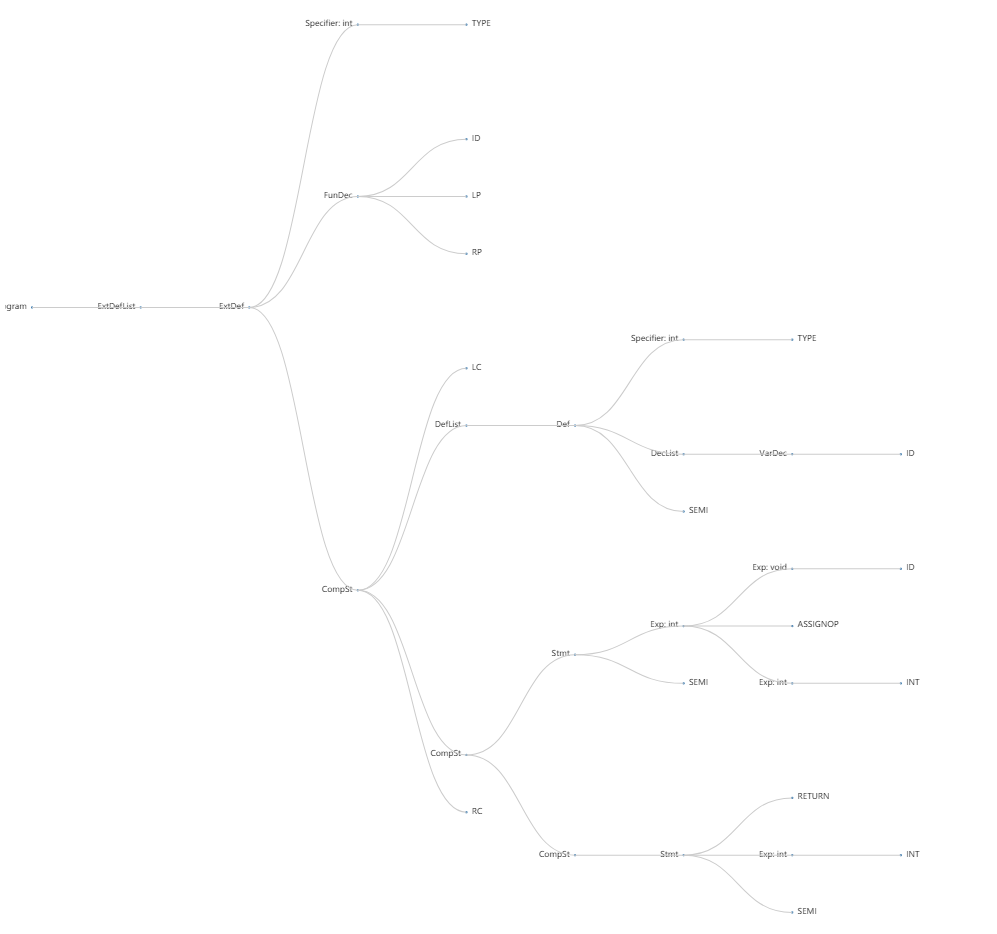 Specifier: int
TYPE
ID
FunDec
LP
RP
ogram
ExtDefList
ExtDef
Specifier: int
TYPE
LC
DefList
Def
DecList
VarDec
ID
SEMI
Exp: void
ID
CompSt
Exp: int
ASSIGNOP
Stmt
SEMI
Exp: int
INT
CompSt
RETURN
RC
CompSt
Stmt
Exp: int
INT
SEMI